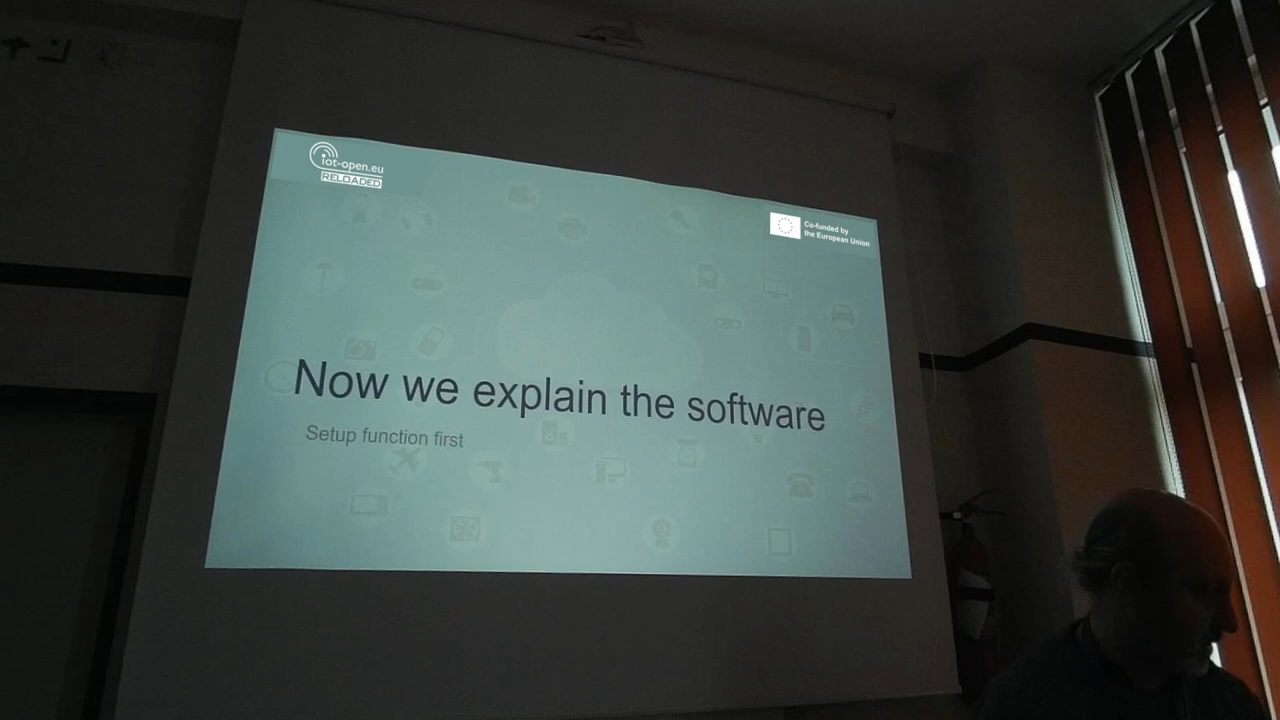 iot-open.eu
RELOADED
Co-funded by
the European Union
Now we explain the software
Setup function first